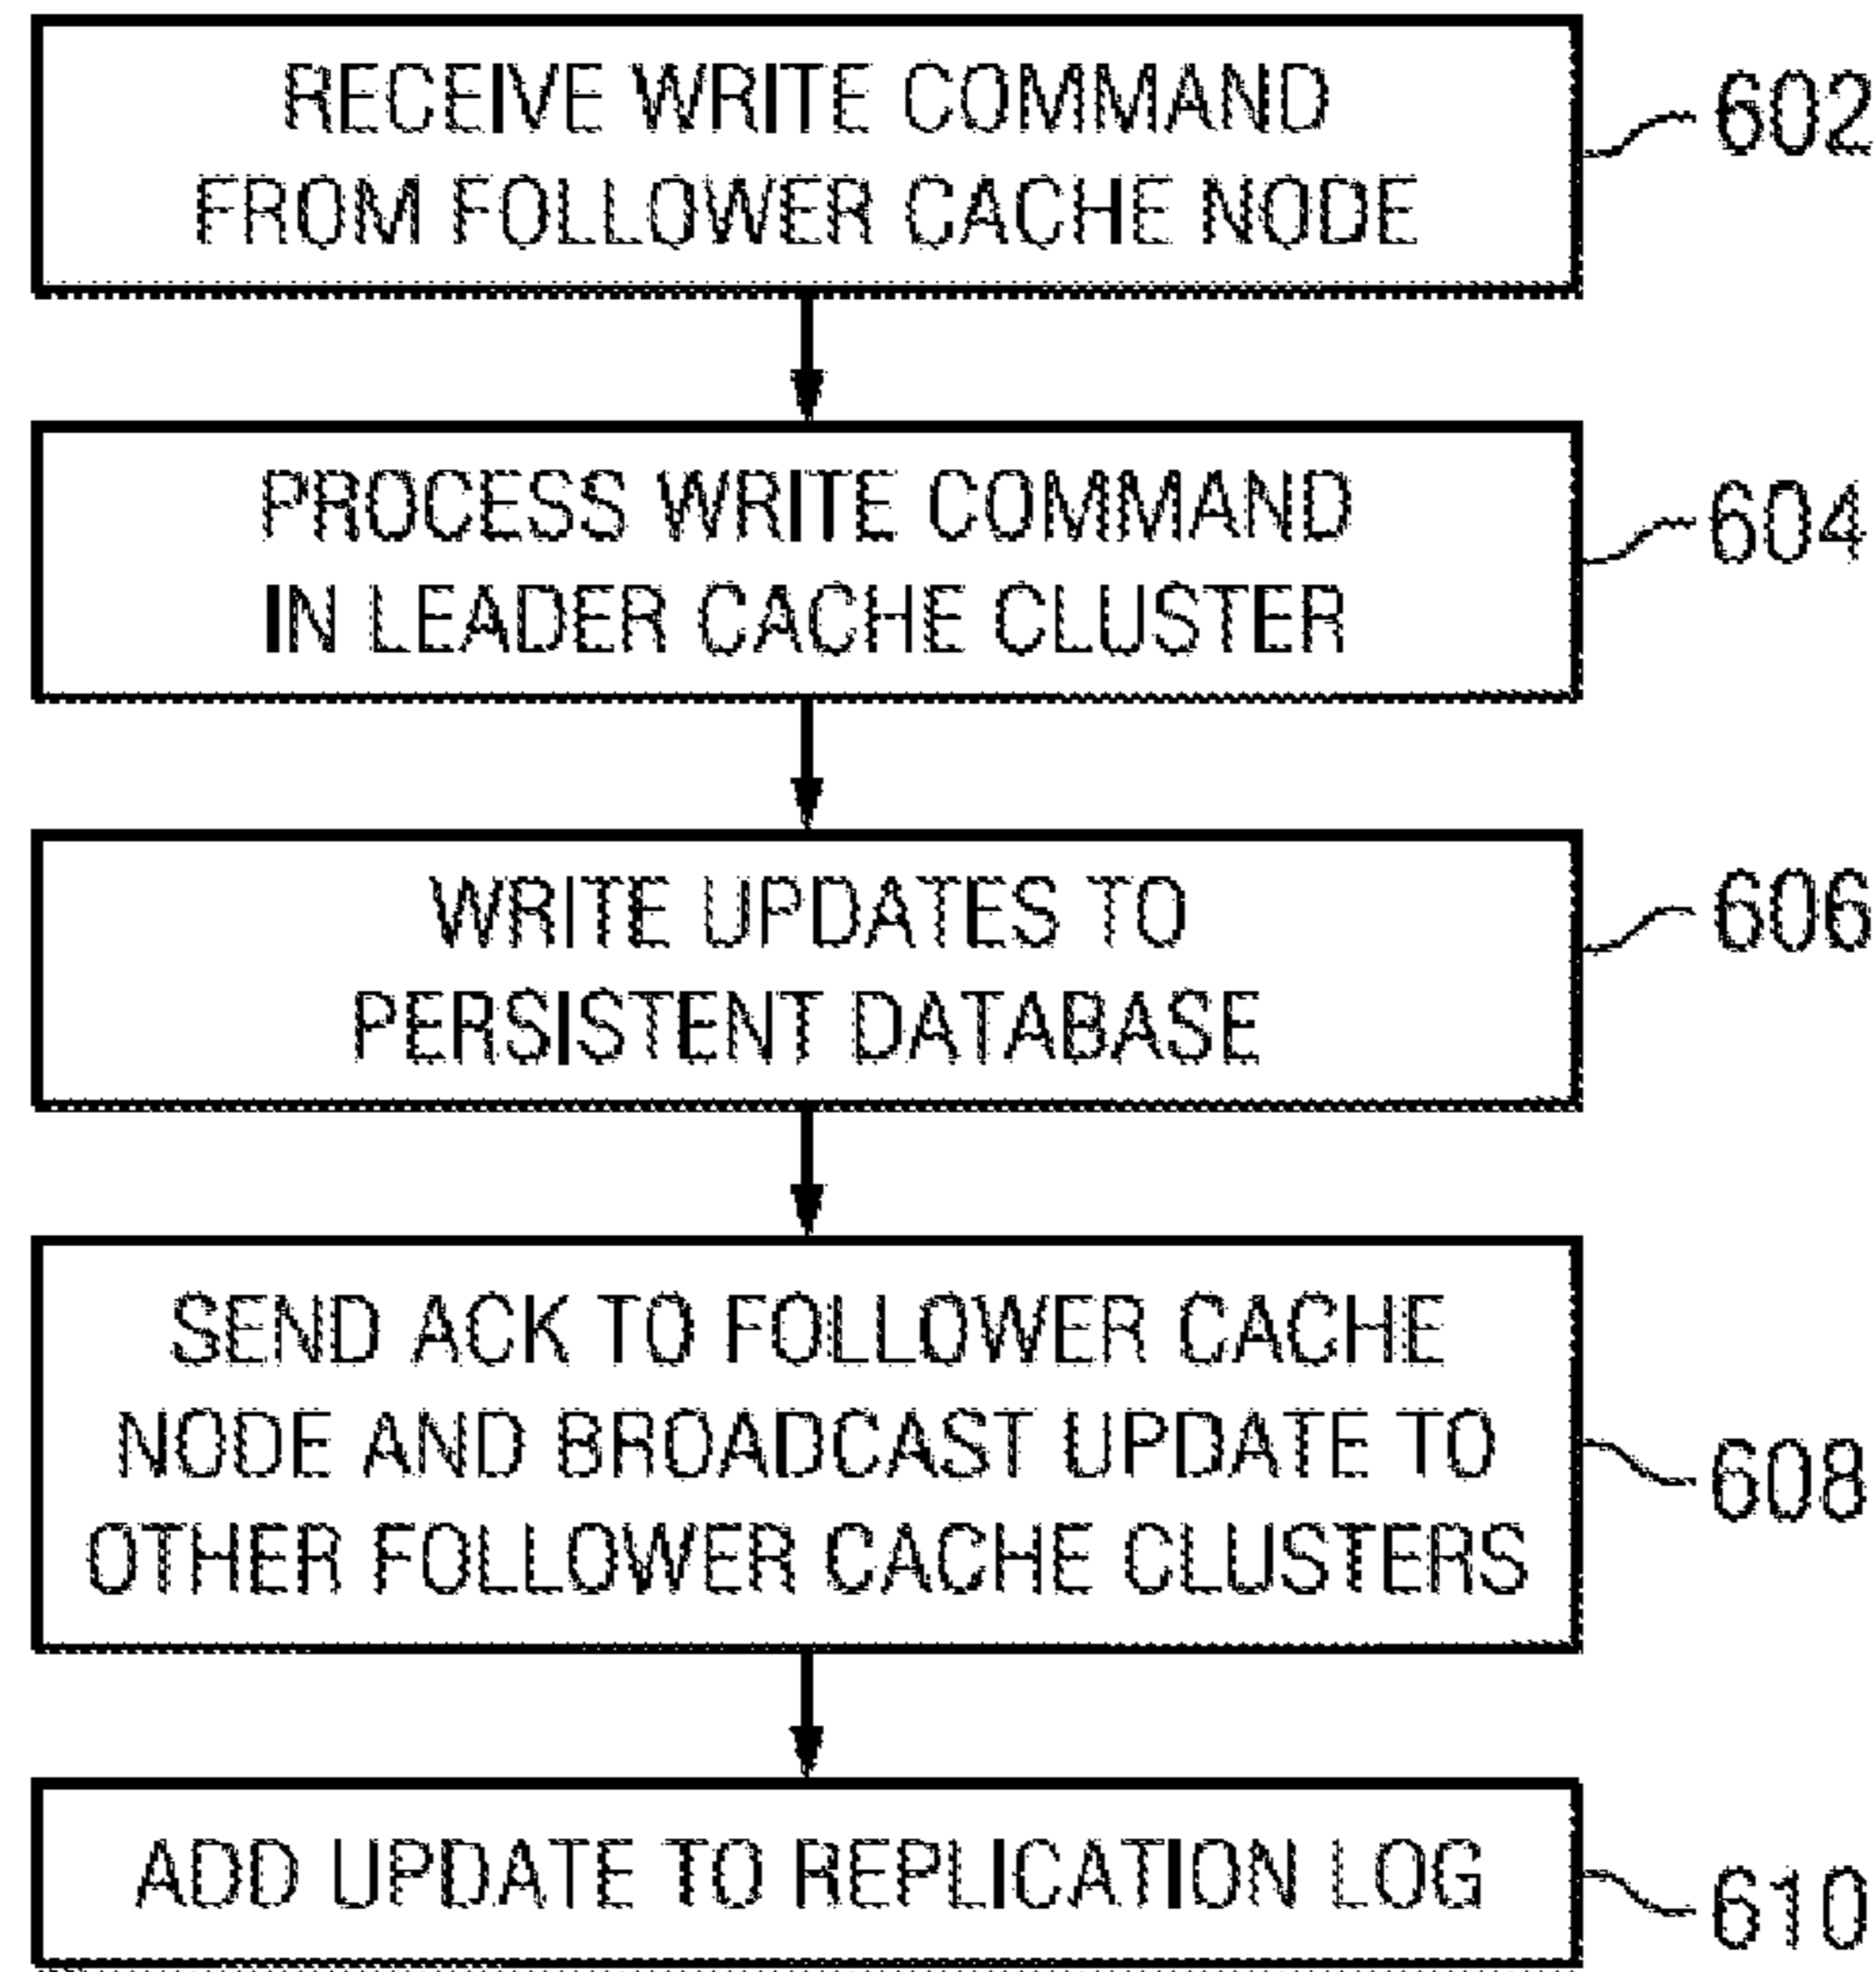 RECEIVE WRITE COMMAND
FROM FOLLOWER CACHE NODE
602
PROCESS WRITE COMMAND
IN LEADER CACHE CLUSTER
604
WRITE UPDATES TO
PERSISTENT DATABASE
606
SEND ACK TO FOLLOWER CACHE
NODE AND BROADCAST UPDATE TO
OTHER FOLLOWER CACHE CLUSTERS
608
ADD UPDATE TO REPLICATION LOG
610